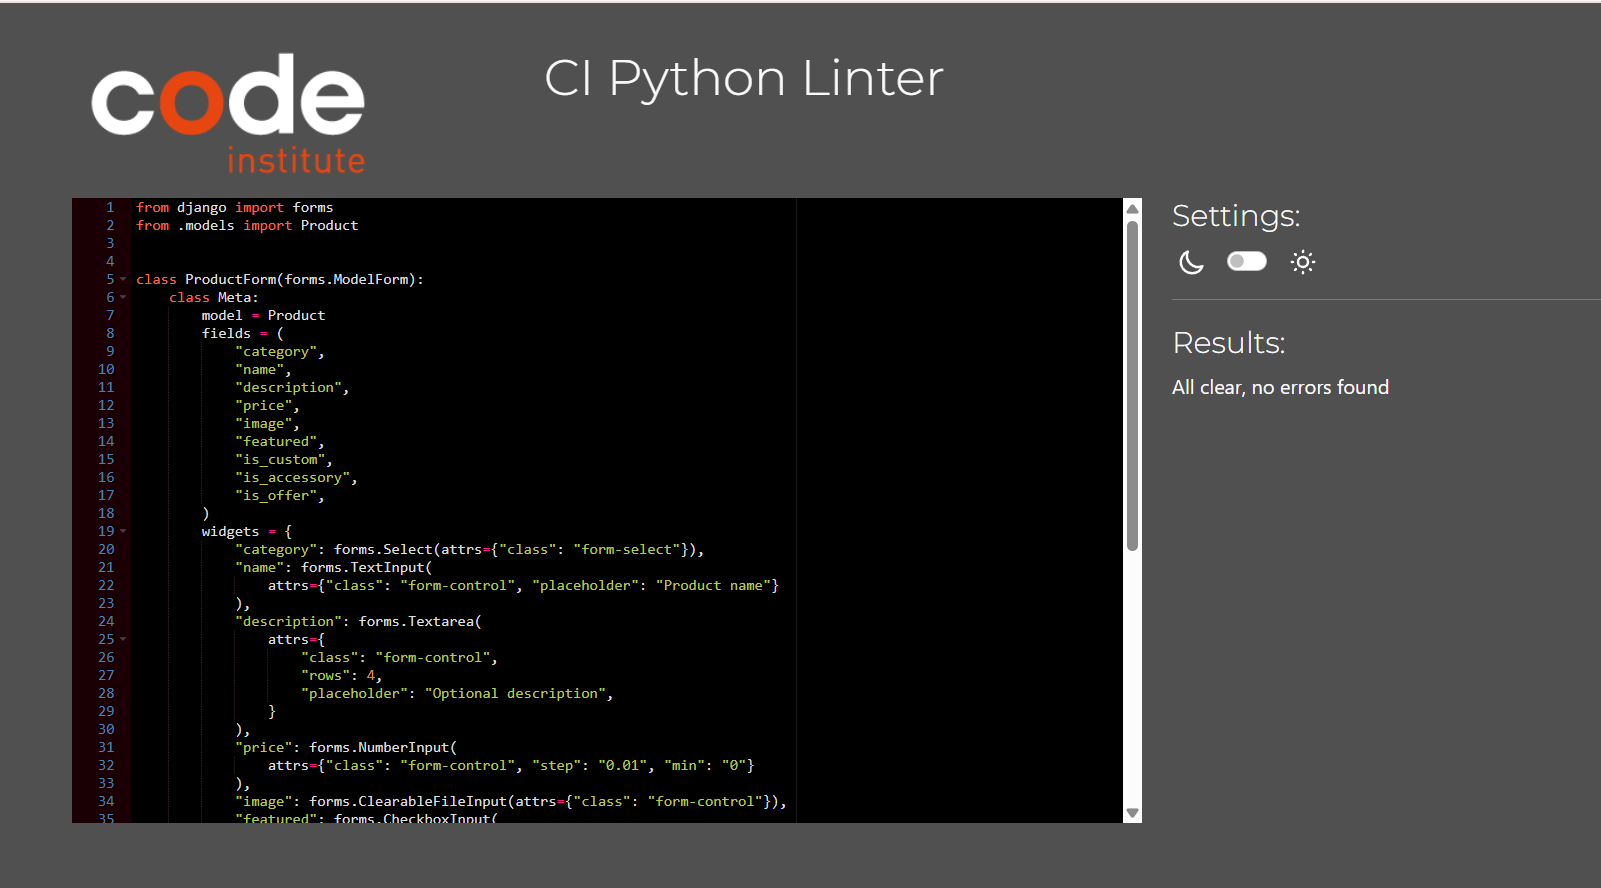 code
institute
CI Python Linter
1 from django import forms
2 from .models import Product
3
4
5 class ProductForm(forms.ModelForm):
6     class Meta:
7         model = Product
8         fields = (
9             "category",
10             "name",
11             "description",
12             "price",
13             "image",
14             "featured",
15             "is_custom",
16             "is_accessory",
17             "is_offer",
18         )
19         widgets = {
20             "category": forms.Select(attrs={"class": "form-select"}),
21             "name": forms.TextInput(
22                 attrs={"class": "form-control", "placeholder": "Product name"}
23             ),
24             "description": forms.Textarea(
25                 attrs={
26                     "class": "form-control",
27                     "rows": 4,
28                     "placeholder": "Optional description",
29                 }
30             ),
31             "price": forms.NumberInput(
32                 attrs={"class": "form-control", "step": "0.01", "min": "0"}
33             ),
34             "image": forms.ClearableFileInput(attrs={"class": "form-control"}),
35             "featured": forms.CheckboxInput(
Settings:
Results:
All clear, no errors found